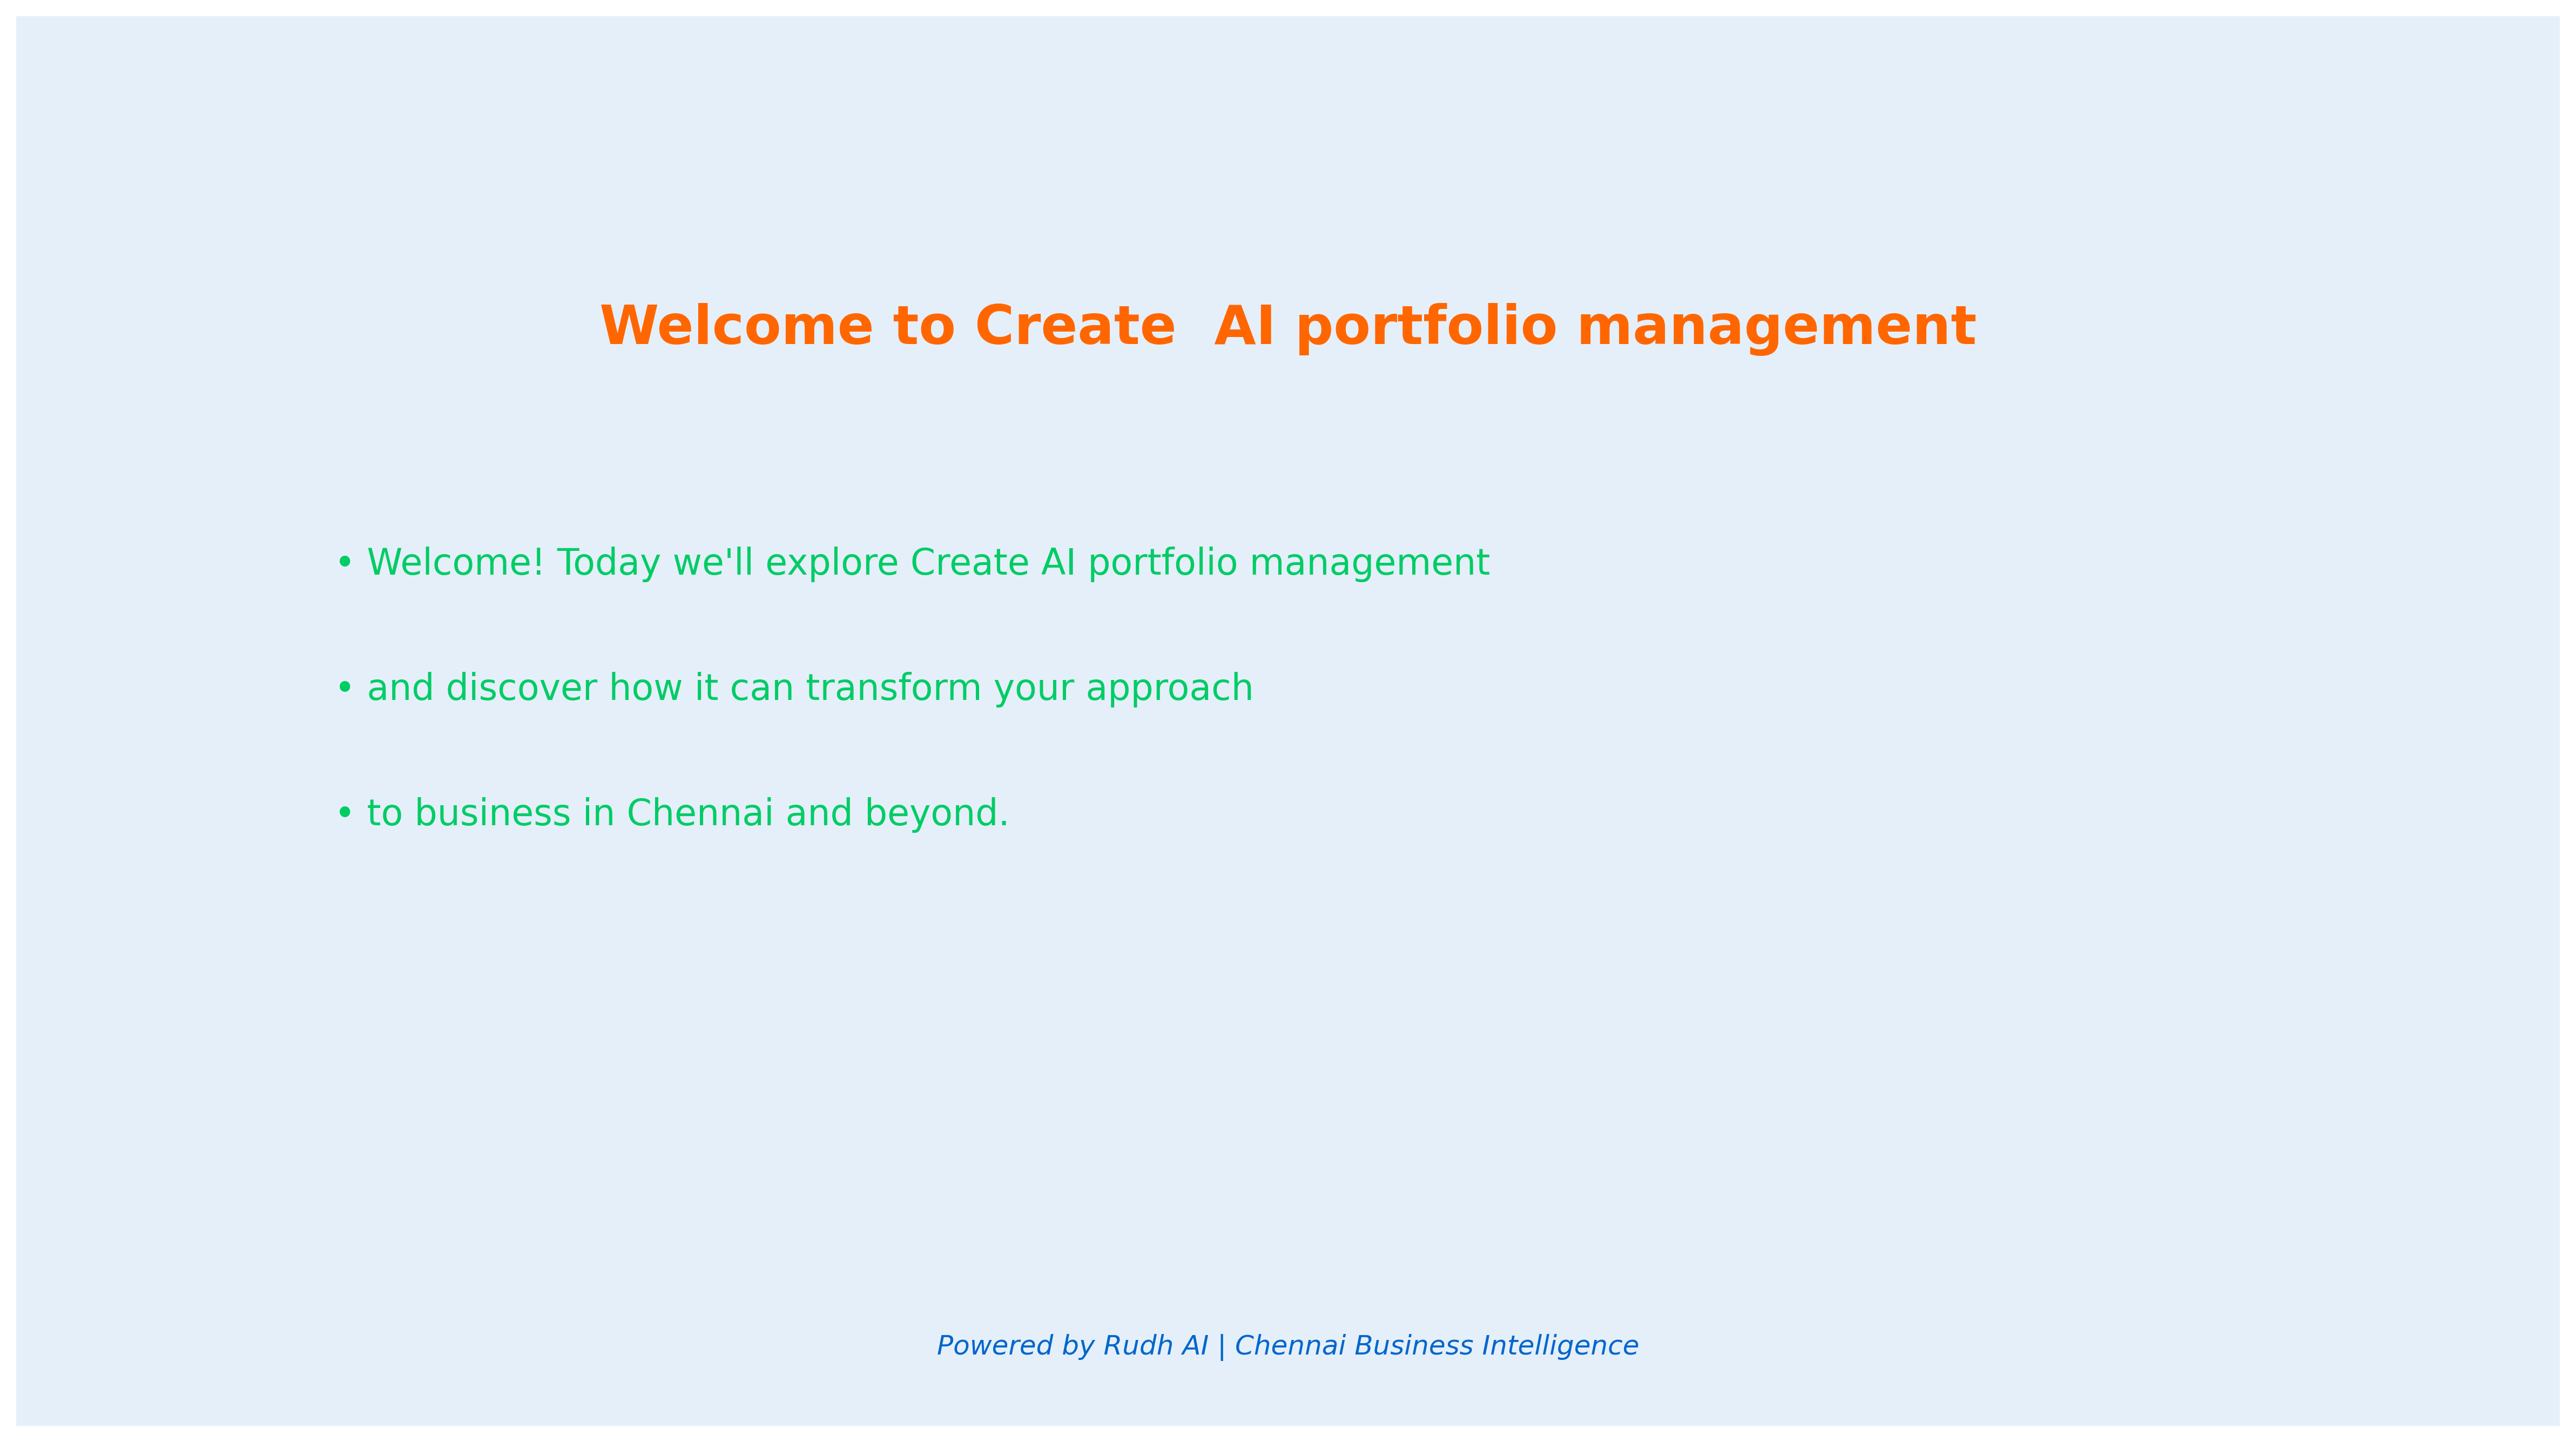 Welcome to Create  AI portfolio management
• Welcome! Today we'll explore Create AI portfolio management
• and discover how it can transform your approach
• to business in Chennai and beyond.
Powered by Rudh AI | Chennai Business Intelligence